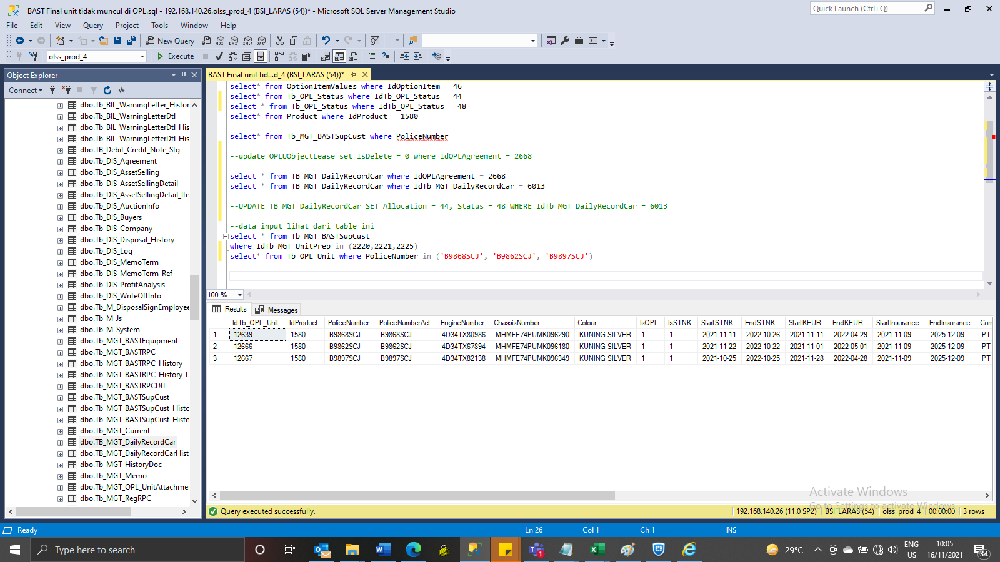 BAST Final unit tidak muncul di OPL.sql - 192.168.140.26.olss_prod_4 (BSI_LARAS (54))* - Microsoft SQL Server Management Studio
Quick Launch (Ctrl+Q)
File Edit View Query Project Tools Window Help
New Query
MDX DMX XMLA DAX
olss_prod_4
Execute
Object Explorer
Connect
dbo.Tb_BIL_WarningLetter_Histor
dbo.Tb_BIL_WarningLetterDtl
dbo.Tb_BIL_WarningLetterDtl_His
dbo.Tb_BIL_WarningLetterDtl_His
dbo.TB_Debit_Credit_Note_Stg
dbo.Tb_DIS_Agreement
dbo.Tb_DIS_AssetSelling
dbo.Tb_DIS_AssetSellingDetail
dbo.Tb_DIS_AssetSellingDetail_Ite
dbo.Tb_DIS_AuctionInfo
dbo.Tb_DIS_Buyers
dbo.Tb_DIS_Company
dbo.Tb_DIS_Disposal_History
dbo.Tb_DIS_Log
dbo.Tb_DIS_MemoTerm
dbo.Tb_DIS_MemoTerm_Ref
dbo.Tb_DIS_ProfitAnalysis
dbo.Tb_DIS_WriteOffInfo
dbo.Tb_M_DisposalSignEmployee
dbo.Tb_M_Js
dbo.Tb_M_System
dbo.Tb_MGT_BASTEquipment
dbo.Tb_MGT_BASTRPC
dbo.Tb_MGT_BASTRPC_History
dbo.Tb_MGT_BASTRPC_History_D
dbo.Tb_MGT_BASTRPCDtl
dbo.Tb_MGT_BASTSupCust
dbo.Tb_MGT_BASTSupCust_Histo
dbo.Tb_MGT_BASTSupCust_Histo
dbo.Tb_MGT_Current
dbo.TB_MGT_DailyRecordCar
dbo.TB_MGT_DailyRecordCarHist
dbo.Tb_MGT_HistoryDoc
dbo.Tb_MGT_Memo
dbo.Tb_MGT_OPL_UnitAttachmer
dbo.Tb_MGT_RegRPC
BAST Final unit tid...d_4 (BSI_LARAS (54))*
select* from OptionItemValues where IdOptionItem = 46
select* from Tb_OPL_Status where IdTb_OPL_Status = 44
select * from Tb_OPL_Status where IdTb_OPL_Status = 48
select* from Product where IdProduct = 1580
select* from Tb_MGT_BASTSupCust where PoliceNumber
--update OPLUObjectLease set IsDelete = 0 where IdOPLAgreement = 2668
select * from TB_MGT_DailyRecordCar where IdOPLAgreement = 2668
select * from TB_MGT_DailyRecordCar where IdTb_MGT_DailyRecordCar = 6013
--UPDATE TB_MGT_DailyRecordCar SET Allocation = 44, Status = 48 WHERE IdTb_MGT_DailyRecordCar = 6013
--data input lihat dari table ini
select * from Tb_MGT_BASTSupCust
where IdTb_MGT_UnitPrep in (2220,2221,2225)
select* from Tb_OPL_Unit where PoliceNumber in ('B9868SCJ', 'B9862SCJ', 'B9897SCJ')
100 %
Results Messages
IdTb_OPL_Unit IdProduct PoliceNumber PoliceNumberAct EngineNumber ChassisNumber Colour IsOPL IsSTNK StartSTNK EndSTNK StartKEUR EndKEUR StartInsurance EndInsurance Com
1 12639 1580 B9868SCJ B9868SCJ 4D34TX80986 MHMFE74PUMK096290 KUNING SILVER 1 1 2021-11-11 2022-10-26 2021-11-11 2022-04-29 2021-11-09 2025-12-09 PT
2 12666 1580 B9862SCJ B9862SCJ 4D34TX67894 MHMFE74PUMK096180 KUNING SILVER 1 1 2021-11-22 2022-10-22 2021-11-01 2022-05-01 2021-11-09 2025-12-09 PT
3 12667 1580 B9897SCJ B9897SCJ 4D34TX82138 MHMFE74PUMK096349 KUNING SILVER 1 1 2021-10-25 2022-10-25 2021-11-28 2022-04-28 2021-11-09 2025-12-09 PT
Activate Windows
Go to Settings to activate Windows.
Query executed successfully.
192.168.140.26 (11.0 SP2) BSI_LARAS (54) olss_prod_4 00:00:00 3 rows
Ready Ln 26 Col 1 Ch 1 INS
Type here to search
1
29°C
ENG
US
10:05
16/11/2021
34